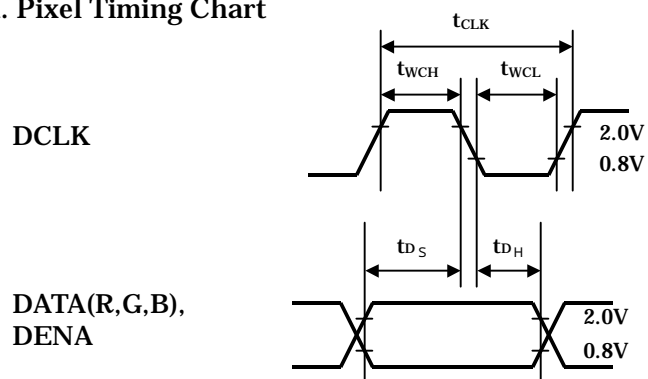 . Pixel Timing Chart
tCLK
tWCH tWCL
DCLK
2.0V
0.8V
tDS tDH
DATA(R,G,B),
DENA
2.0V
0.8V